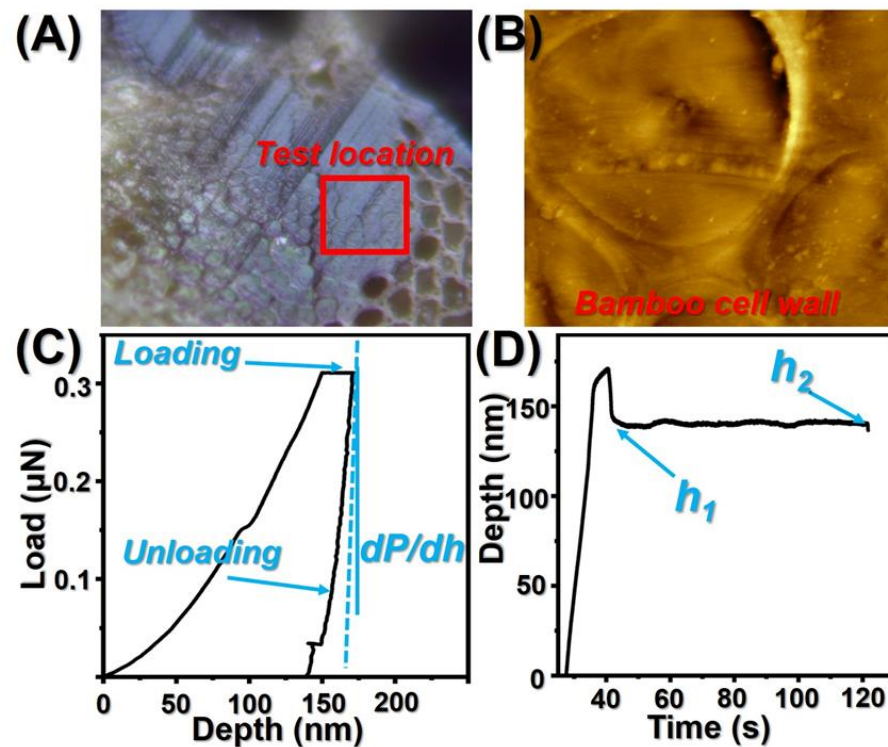 (A)
Test location
(B)
Bamboo cell wall
(C)
Loading
0.3
0.2
0.1
Load (µN)
Unloading
dP/dh
0 50 100 150 200
Depth (nm)
(D)
h₂
150
100
50
0
Depth (nm)
h₁
40 60 80 100 120
Time (s)